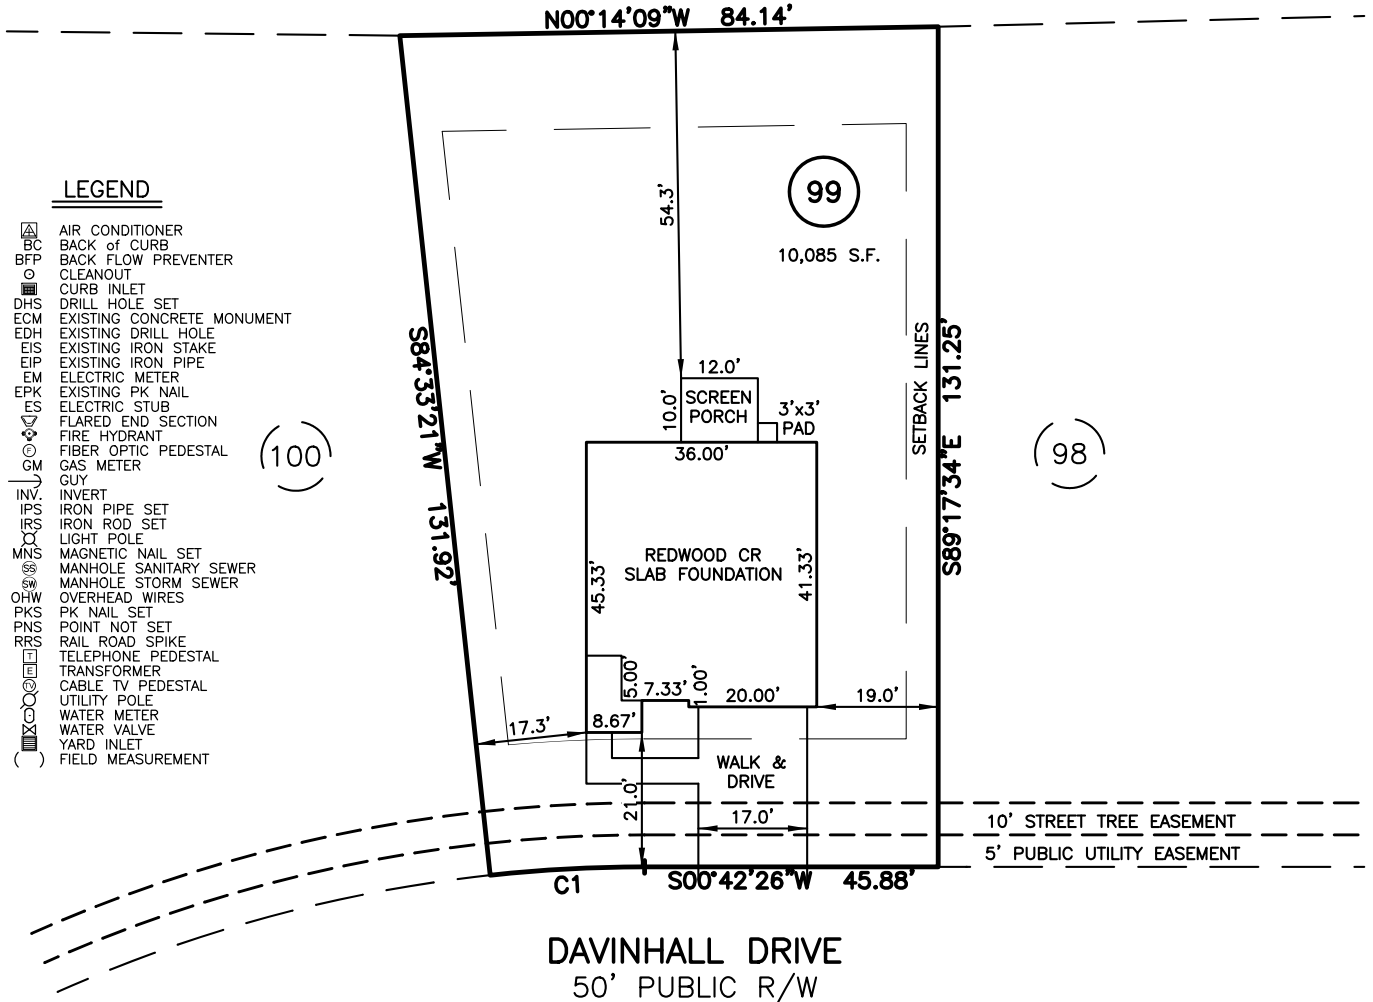 N00°14'09"W 84.14'
54.3'
99
10,085 S.F.
LEGEND
AIR CONDITIONER
BC BACK of CURB
BFP BACK FLOW PREVENTER
CLEANOUT
CURB INLET
DHS DRILL HOLE SET
ECM EXISTING CONCRETE MONUMENT
EDH EXISTING DRILL HOLE
EIS EXISTING IRON STAKE
EIP EXISTING IRON PIPE
EM ELECTRIC METER
EPK EXISTING PK NAIL
ES ELECTRIC STUB
FLARED END SECTION
FIRE HYDRANT
F FIBER OPTIC PEDESTAL
GM GAS METER
GUY
INV. INVERT
IPS IRON PIPE SET
IRS IRON ROD SET
LIGHT POLE
MNS MAGNETIC NAIL SET
SS MANHOLE SANITARY SEWER
SW MANHOLE STORM SEWER
OHW OVERHEAD WIRES
PKS PK NAIL SET
PNS POINT NOT SET
RRS RAIL ROAD SPIKE
T TELEPHONE PEDESTAL
E TRANSFORMER
TV CABLE TV PEDESTAL
UTILITY POLE
WATER METER
WATER VALVE
YARD INLET
( ) FIELD MEASUREMENT
100
S84°33'21"W 131.92'
12.0'
10.0'
SCREEN
PORCH
3'x3'
PAD
36.00'
SETBACK LINES
S89°17'34"E 131.25'
98
REDWOOD CR
SLAB FOUNDATION
45.33'
41.33'
5.00'
7.33'
1.00'
20.00'
19.0'
17.3'
8.67'
21.0'
WALK &
DRIVE
17.0'
10' STREET TREE EASEMENT
5' PUBLIC UTILITY EASEMENT
C1
S00°42'26"W 45.88'
DAVINHALL DRIVE
50' PUBLIC R/W